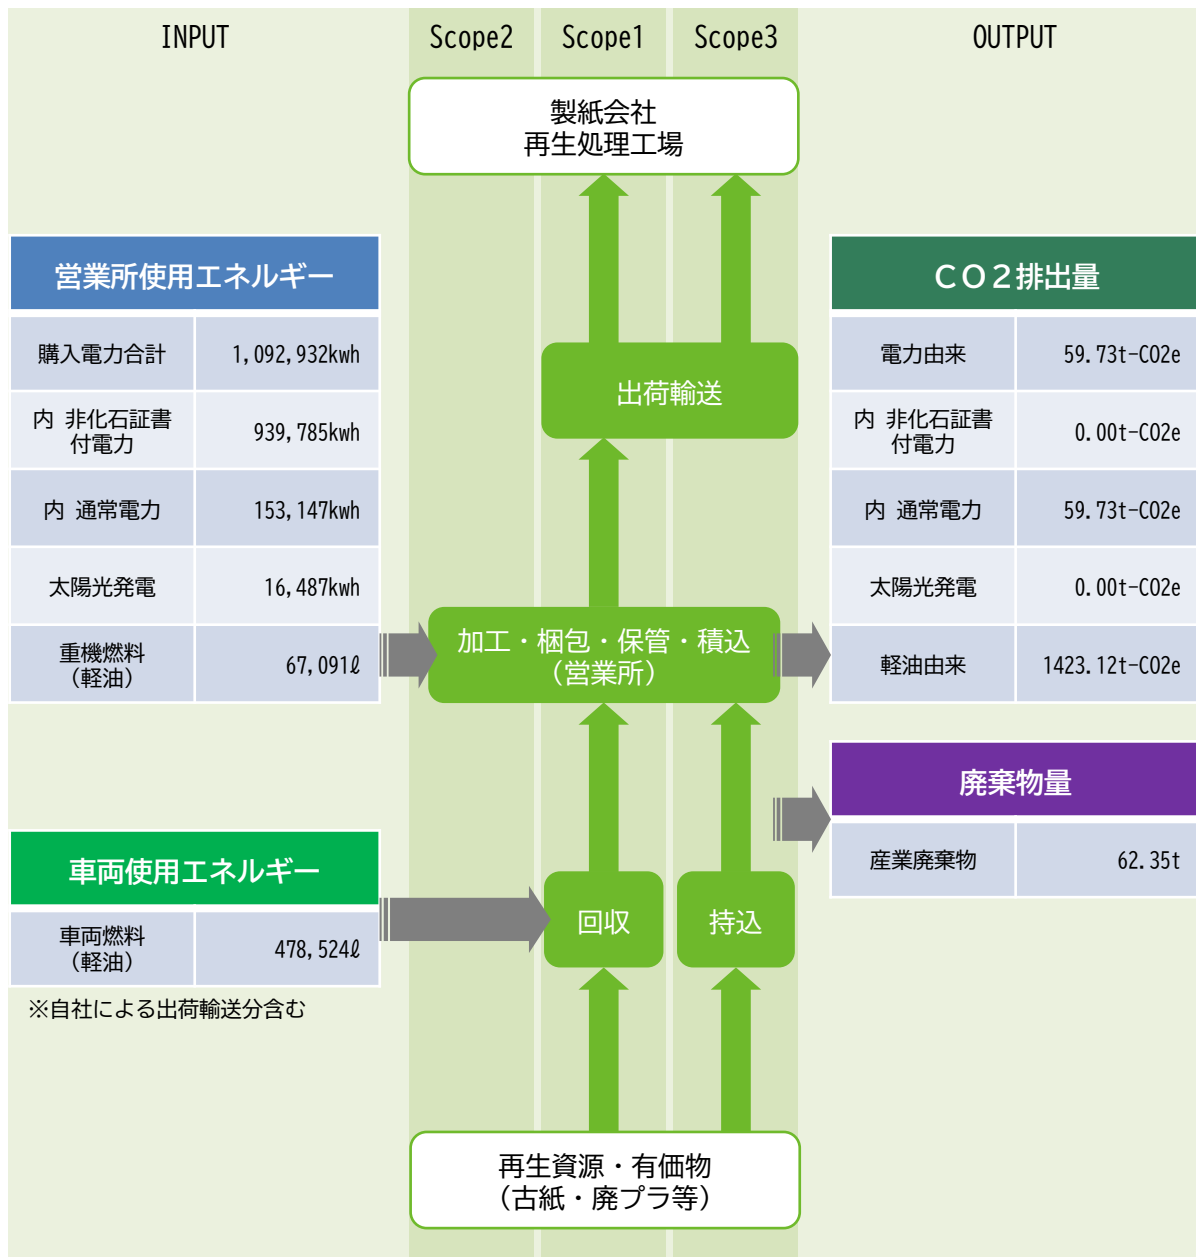 INPUT
Scope2
Scope1
Scope3
OUTPUT
製紙会社
再生処理工場
営業所使用エネルギー
購入電力合計
1,092,932kwh
内 非化石証書
付電力
939,785kwh
内 通常電力
153,147kwh
太陽光発電
16,487kwh
重機燃料
(軽油)
67,091ℓ
車両使用エネルギー
車両燃料
(軽油)
478,524ℓ
※自社による出荷輸送分含む
出荷輸送
加工・梱包・保管・積込
(営業所)
回収
持込
再生資源・有価物
(古紙・廃プラ等)
CO2排出量
電力由来
59.73t-CO2e
内 非化石証書
付電力
0.00t-CO2e
内 通常電力
59.73t-CO2e
太陽光発電
0.00t-CO2e
軽油由来
1423.12t-CO2e
廃棄物量
産業廃棄物
62.35t